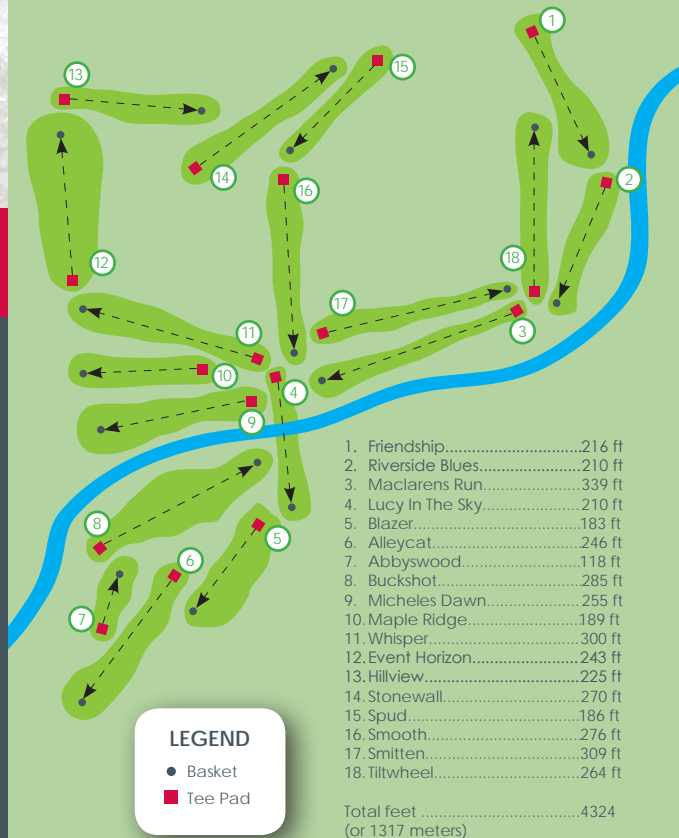 1
13
15
14
2
16
12
18
17
3
11
10
4
9
8
5
6
7
1. Friendship..............................216 ft
2. Riverside Blues.......................210 ft
3. Maclarens Run......................339 ft
4. Lucy In The Sky......................210 ft
5. Blazer.....................................183 ft
6. Alleycat.................................246 ft
7. Abbyswood..........................118 ft
8. Buckshot...............................285 ft
9. Micheles Dawn.....................255 ft
10. Maple Ridge.......................189 ft
11. Whisper...............................300 ft
12. Event Horizon.......................243 ft
13. Hillview................................225 ft
14. Stonewall.............................270 ft
15. Spud....................................186 ft
16. Smooth................................276 ft
17. Smitten................................309 ft
18. Tiltwheel..............................264 ft
LEGEND
Basket
Tee Pad
Total feet ................................4324
(or 1317 meters)